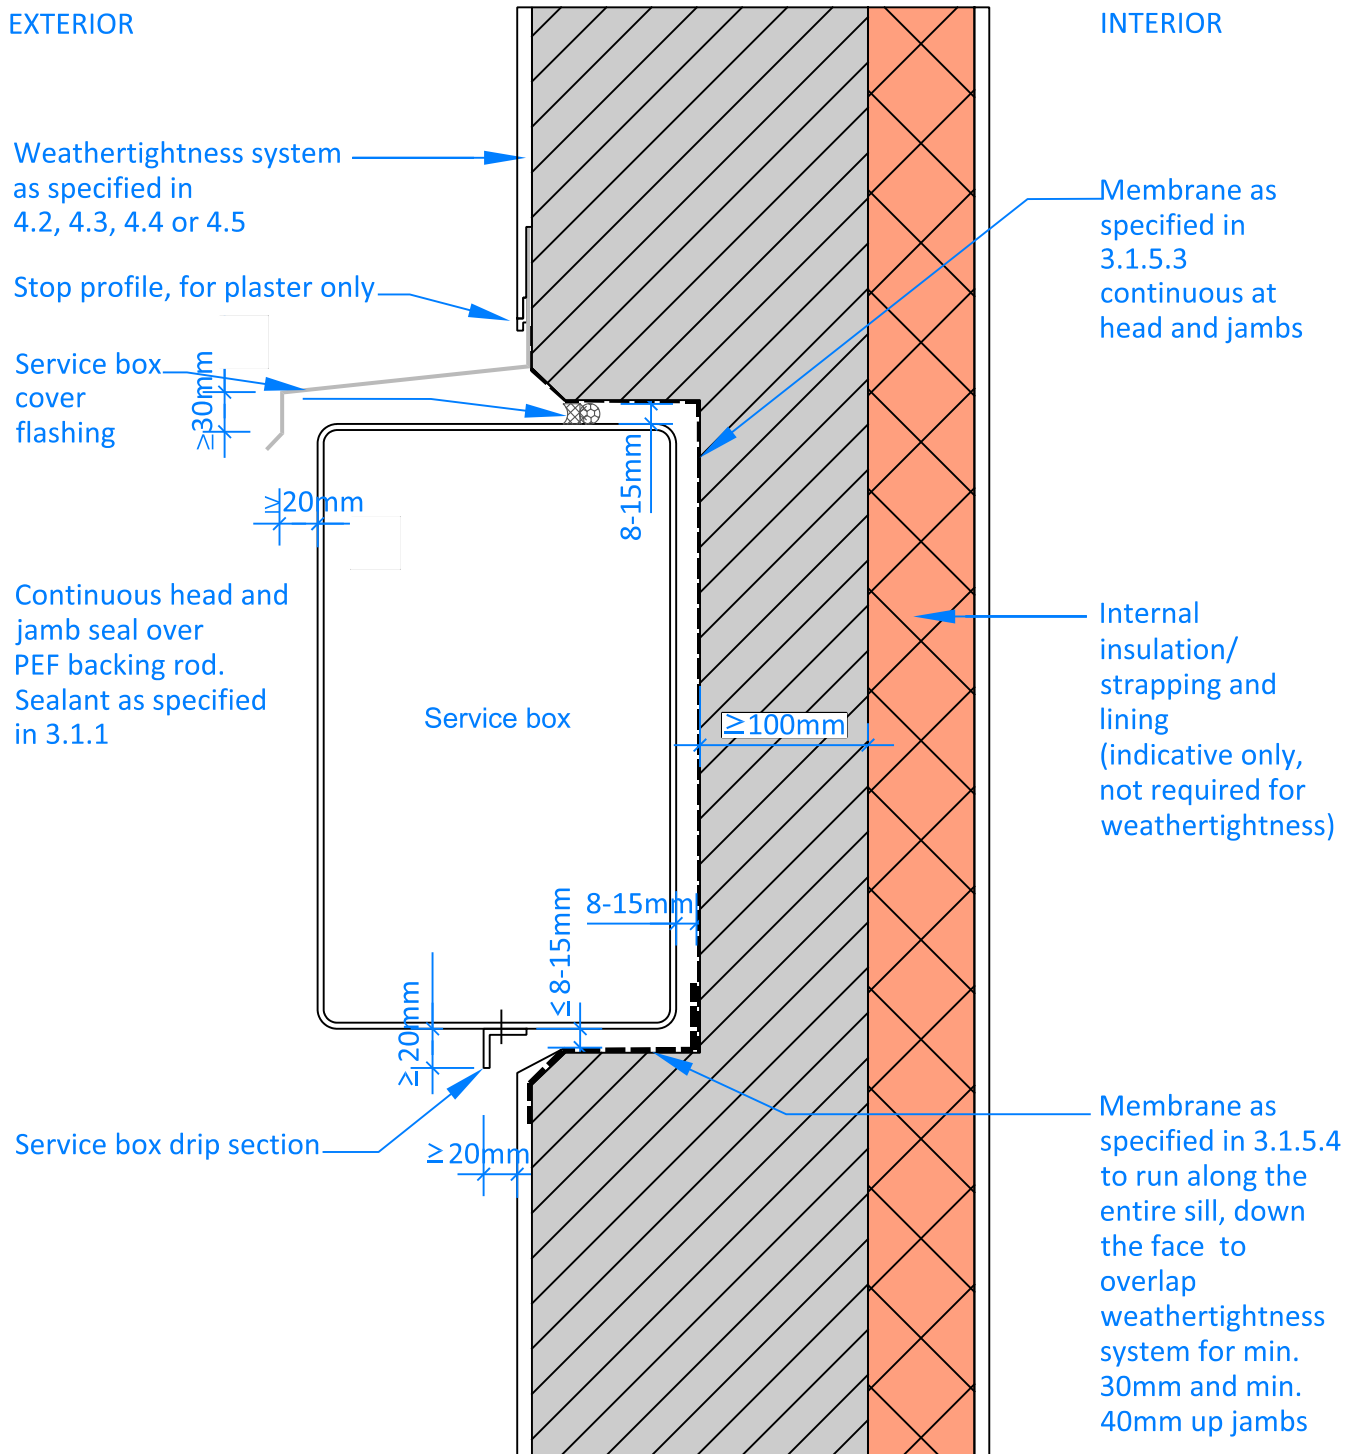 EXTERIOR
INTERIOR
Weathertightness system
as specified in
4.2, 4.3, 4.4 or 4.5
Stop profile, for plaster only
Service box
cover
flashing
≥30mm
≥20mm
8-15mm
Continuous head and
jamb seal over
PEF backing rod.
Sealant as specified
in 3.1.1
Service box
≥100mm
8-15mm
≤8-15mm
≥20mm
Service box drip section
≥20mm
Membrane as
specified in
3.1.5.3
continuous at
head and jambs
Internal
insulation/
strapping and
lining
(indicative only,
not required for
weathertightness)
Membrane as
specified in 3.1.5.4
to run along the
entire sill, down
the face to
overlap
weathertightness
system for min.
30mm and min.
40mm up jambs